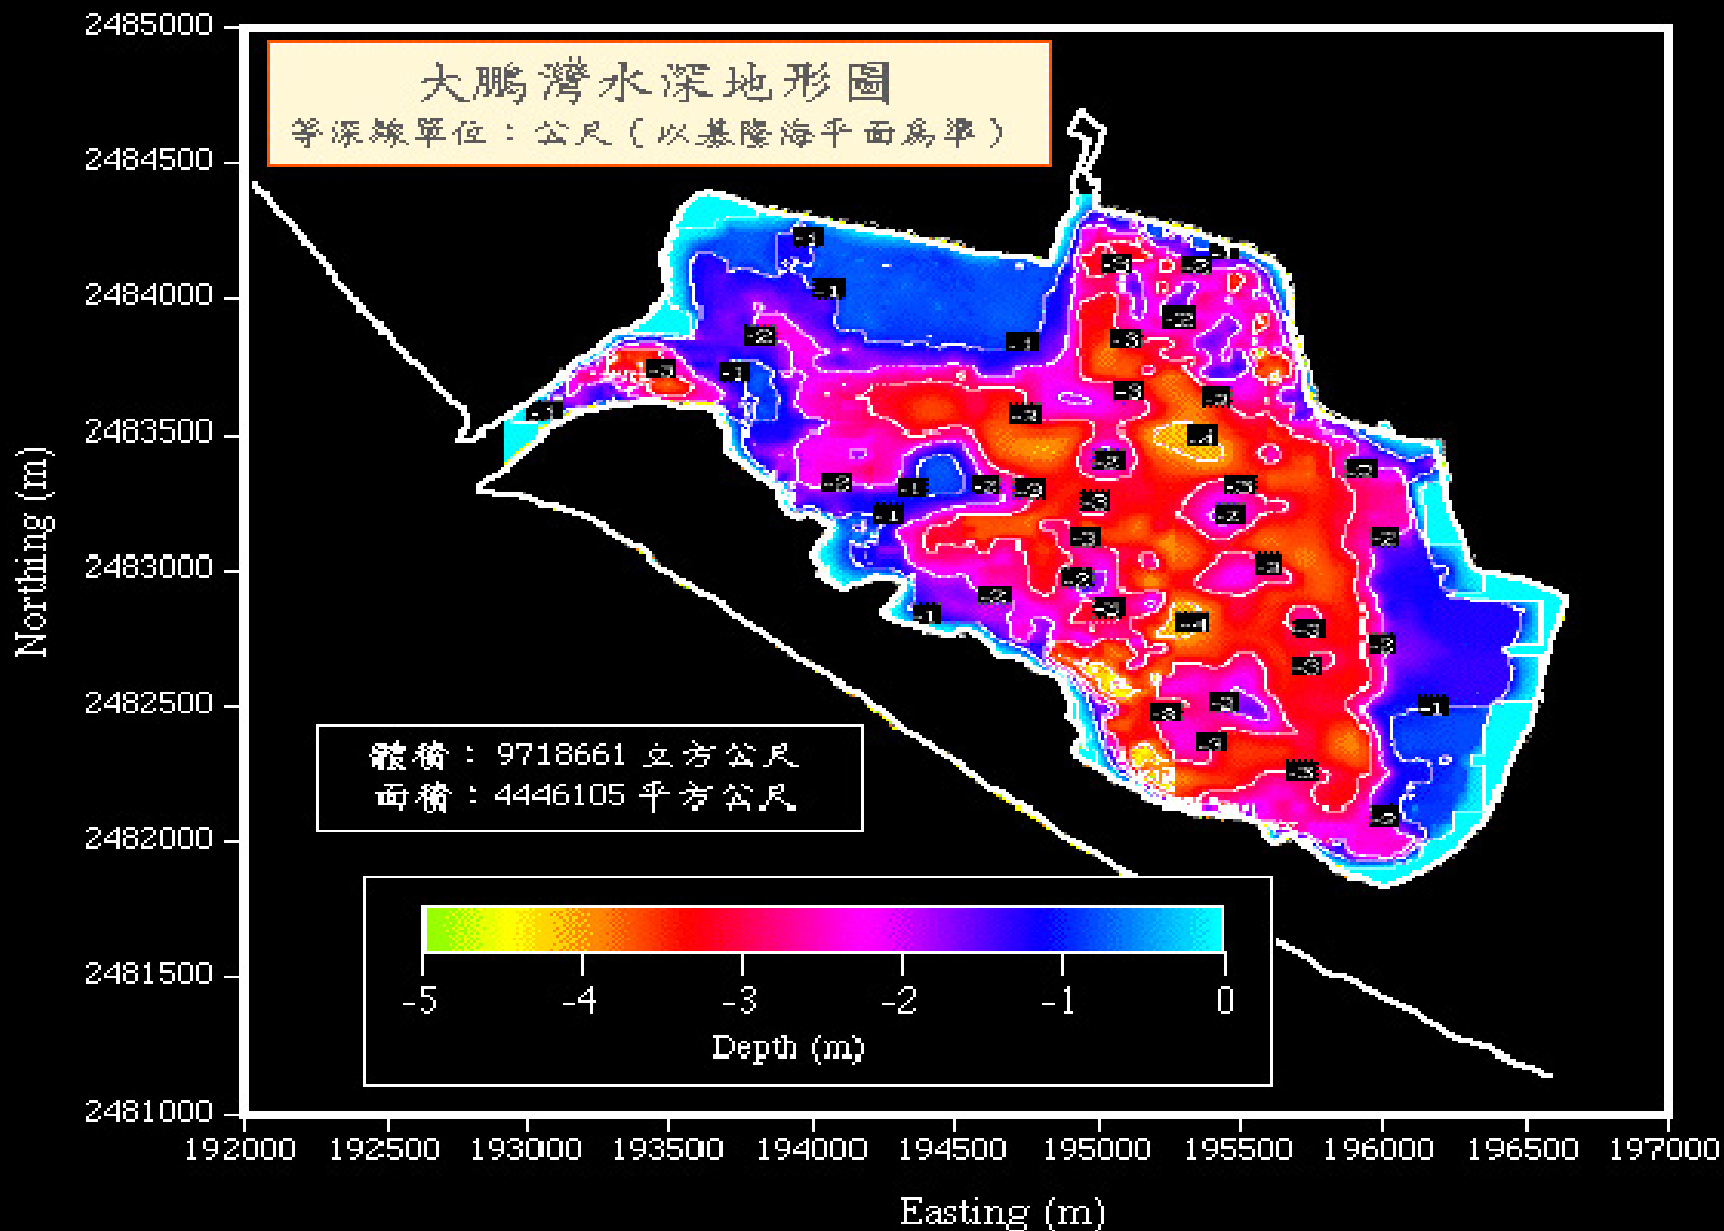 大鵬灣水深地形圖
等深線單位：公尺（以基隆海平面為準）
2485000
2484500
2484000
2483500
2483000
2482500
2482000
2481500
2481000
Northing (m)
體積：9718661 立方公尺
面積：4446105 平方公尺
-5 -4 -3 -2 -1 0
Depth (m)
192000 192500 193000 193500 194000 194500 195000 195500 196000 196500 197000
Easting (m)